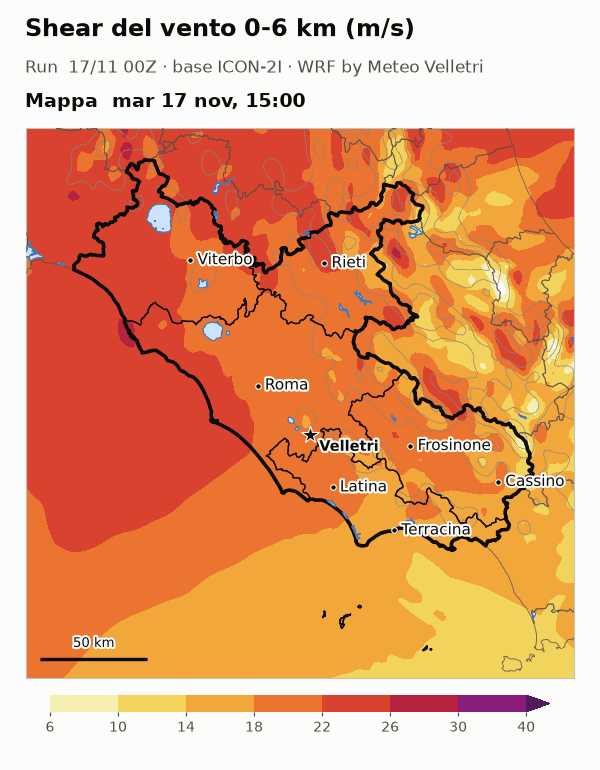 Shear del vento 0-6 km (m/s)
Run  17/11 00Z · base ICON-2I · WRF by Meteo Velletri
Mappa  mar 17 nov, 15:00
Viterbo
Rieti
Roma
Velletri
Frosinone
Latina
Cassino
Terracina
50 km
6 10 14 18 22 26 30 40